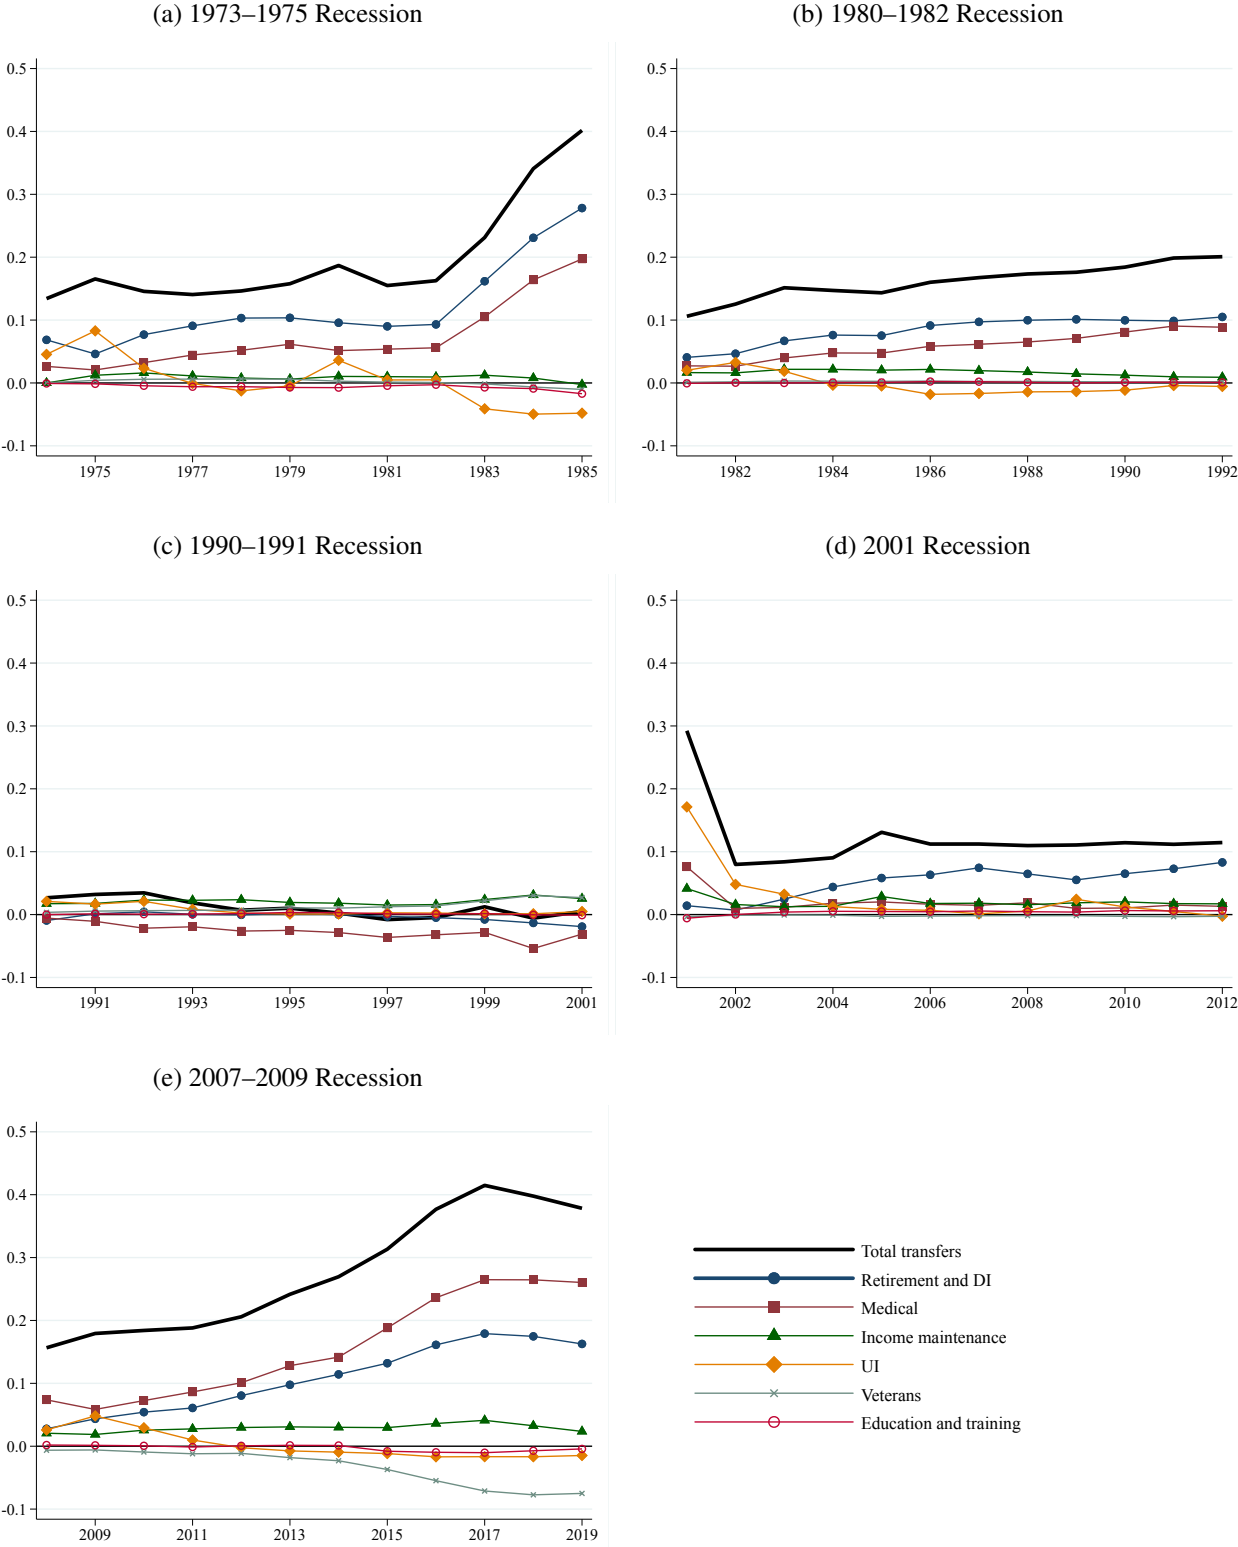 (a) 1973–1975 Recession
0.5
0.4
0.3
0.2
0.1
0.0
-0.1
1975 1977 1979 1981 1983 1985
(b) 1980–1982 Recession
0.5
0.4
0.3
0.2
0.1
0.0
-0.1
1982 1984 1986 1988 1990 1992
(c) 1990–1991 Recession
0.5
0.4
0.3
0.2
0.1
0.0
-0.1
1991 1993 1995 1997 1999 2001
(d) 2001 Recession
0.5
0.4
0.3
0.2
0.1
0.0
-0.1
2002 2004 2006 2008 2010 2012
(e) 2007–2009 Recession
0.5
0.4
0.3
0.2
0.1
0.0
-0.1
2009 2011 2013 2015 2017 2019
Total transfers
Retirement and DI
Medical
Income maintenance
UI
Veterans
Education and training